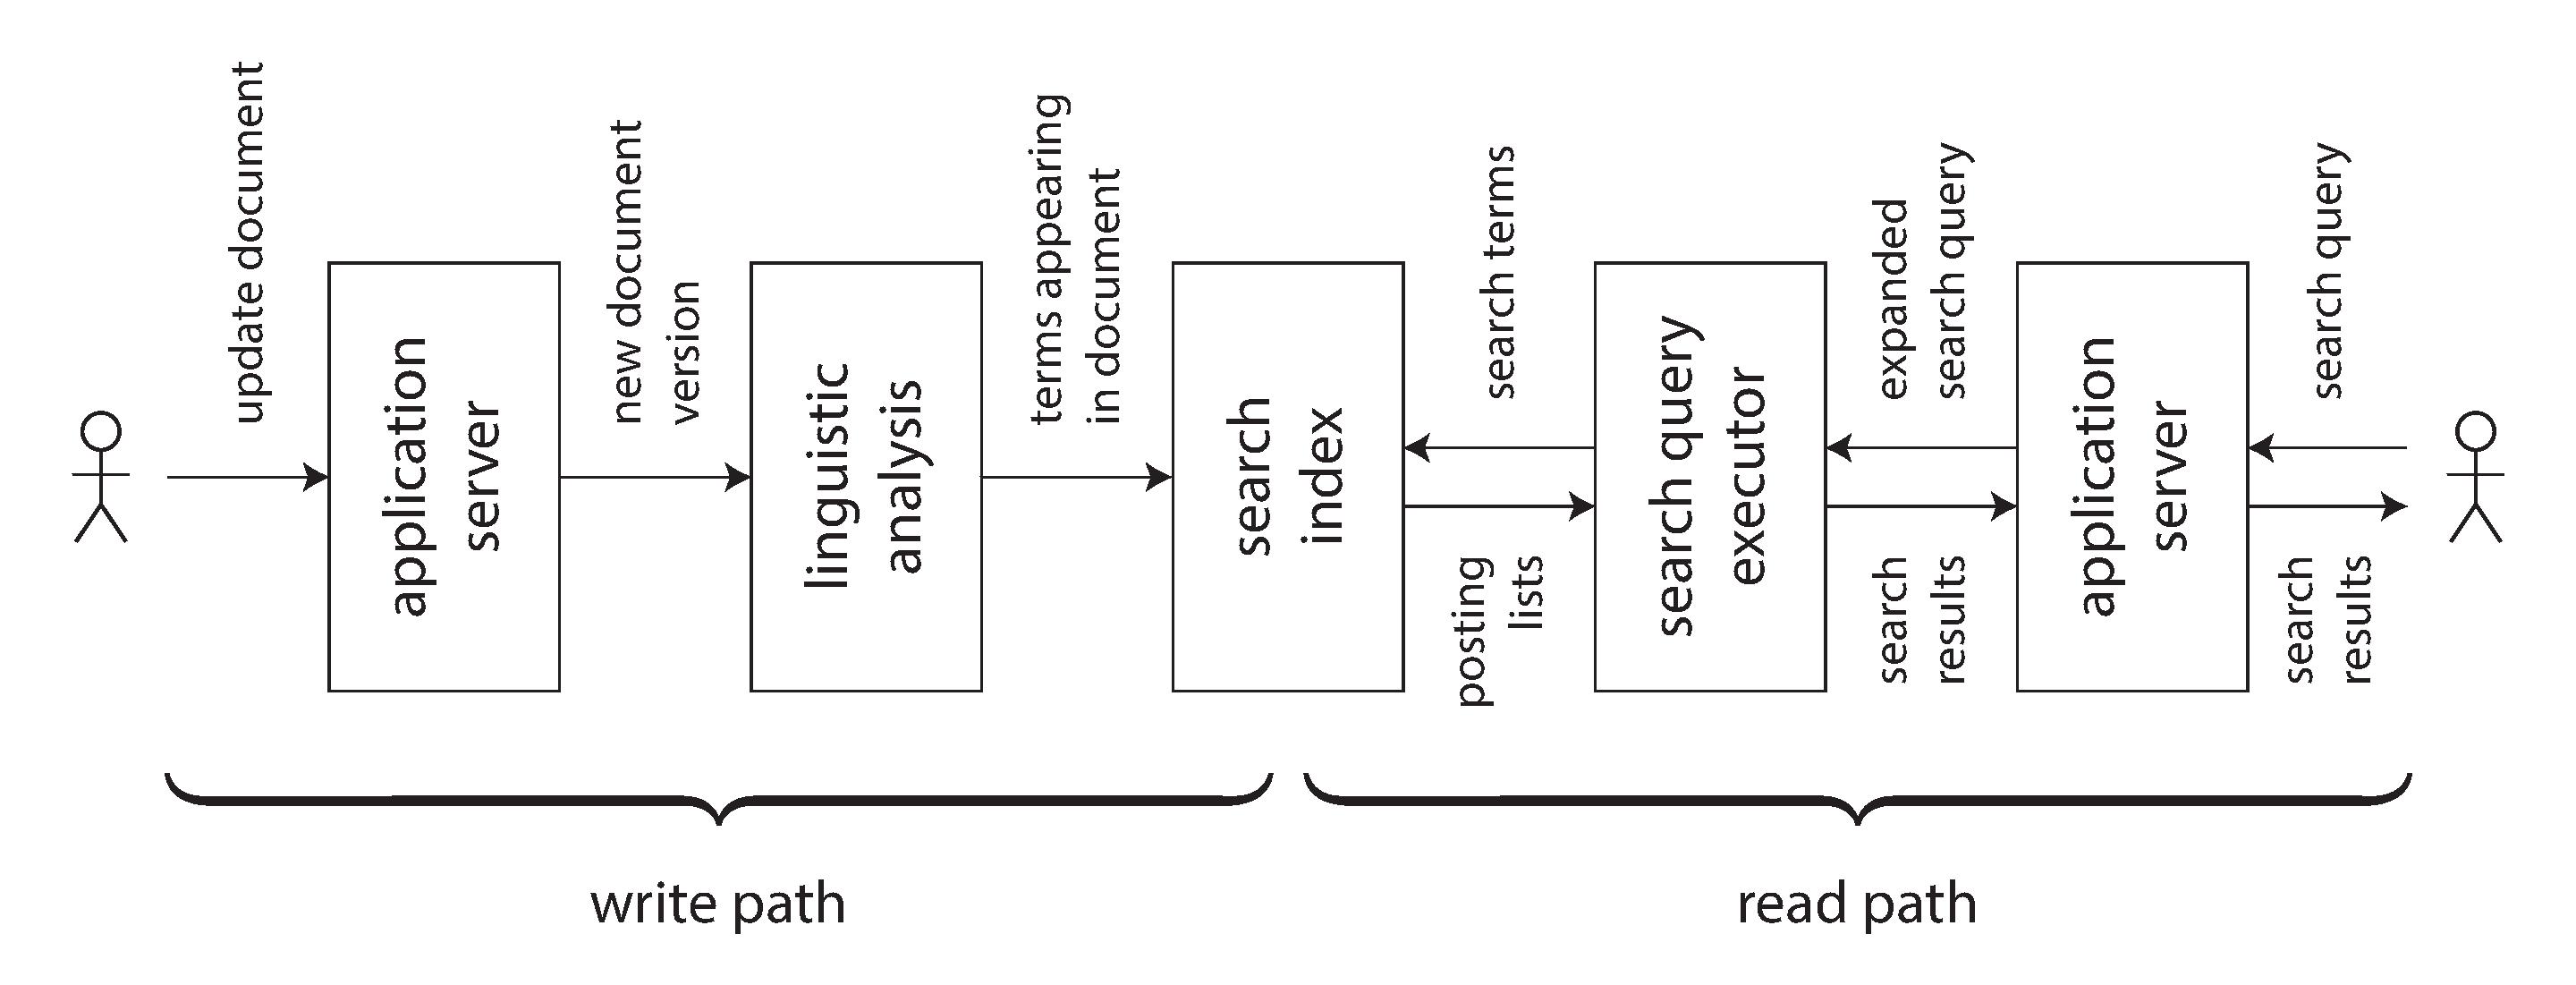 update document
application
server
new document
version
linguistic
analysis
terms appearing
in document
search
index
search terms
posting
lists
search query
executor
expanded
search query
search
results
application
server
search query
search
results
write path
read path